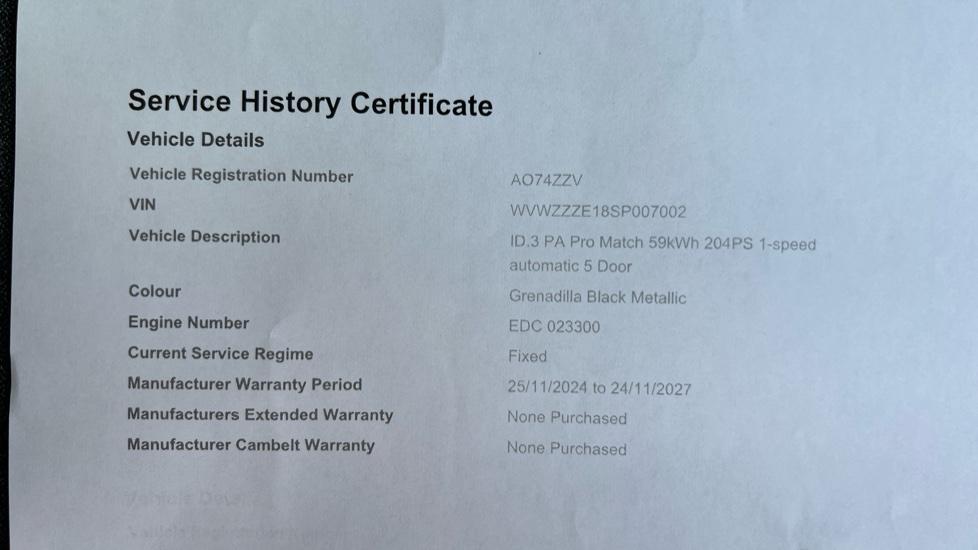 Service History Certificate
Vehicle Details
Vehicle Registration Number AO74ZZV
VIN WVWZZZE18SP007002
Vehicle Description ID.3 PA Pro Match 59kWh 204PS 1-speed
automatic 5 Door
Colour Grenadilla Black Metallic
Engine Number EDC 023300
Current Service Regime Fixed
Manufacturer Warranty Period 25/11/2024 to 24/11/2027
Manufacturers Extended Warranty None Purchased
Manufacturer Cambelt Warranty None Purchased